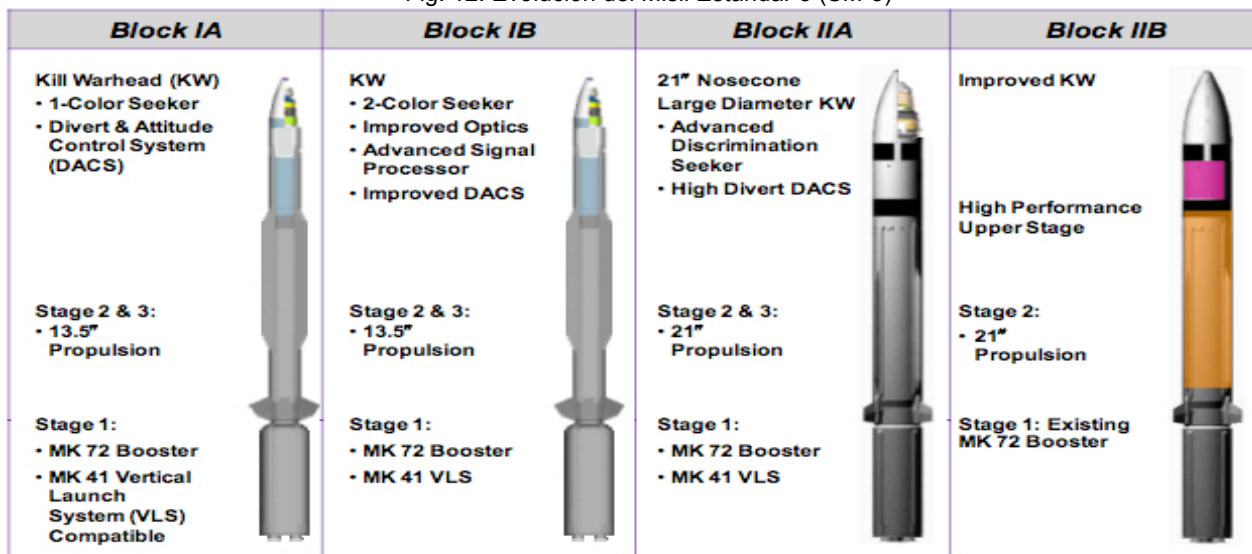 Block IA
Kill Warhead (KW)
• 1-Color Seeker
• Divert & Attitude
Control System
(DACS)
Stage 2 & 3:
• 13.5″
Propulsion
Stage 1:
• MK 72 Booster
• MK 41 Vertical
Launch
System (VLS)
Compatible
Block IB
KW
• 2-Color Seeker
• Improved Optics
• Advanced Signal
Processor
• Improved DACS
Stage 2 & 3:
• 13.5″
Propulsion
Stage 1:
• MK 72 Booster
• MK 41 VLS
Block IIA
21″ Nosecone
Large Diameter KW
• Advanced
Discrimination
Seeker
• High Divert DACS
Stage 2 & 3:
• 21″
Propulsion
Stage 1:
• MK 72 Booster
• MK 41 VLS
Block IIB
Improved KW
High Performance
Upper Stage
Stage 2:
• 21″
Propulsion
Stage 1: Existing
MK 72 Booster